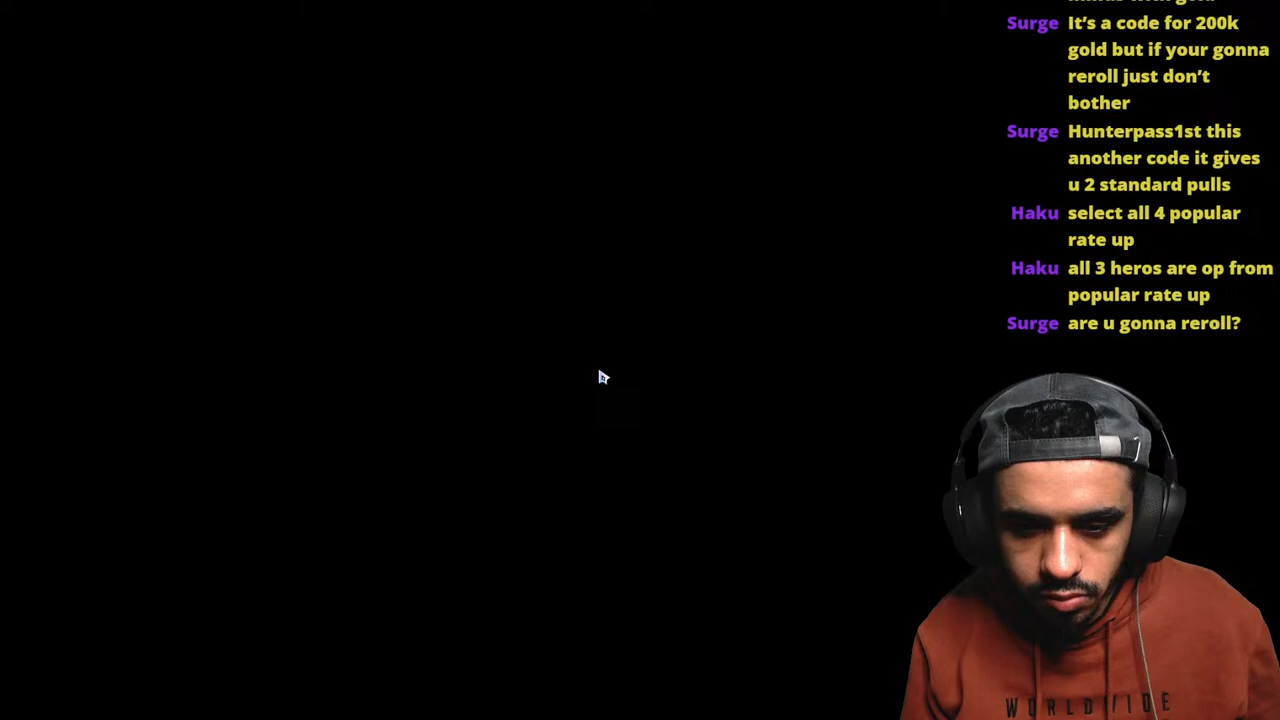 Surge It’s a code for 200k
gold but if your gonna
reroll just don’t
bother
Surge Hunterpass1st this
another code it gives
u 2 standard pulls
Haku select all 4 popular
rate up
Haku all 3 heros are op from
popular rate up
Surge are u gonna reroll?
WORLDWIDE